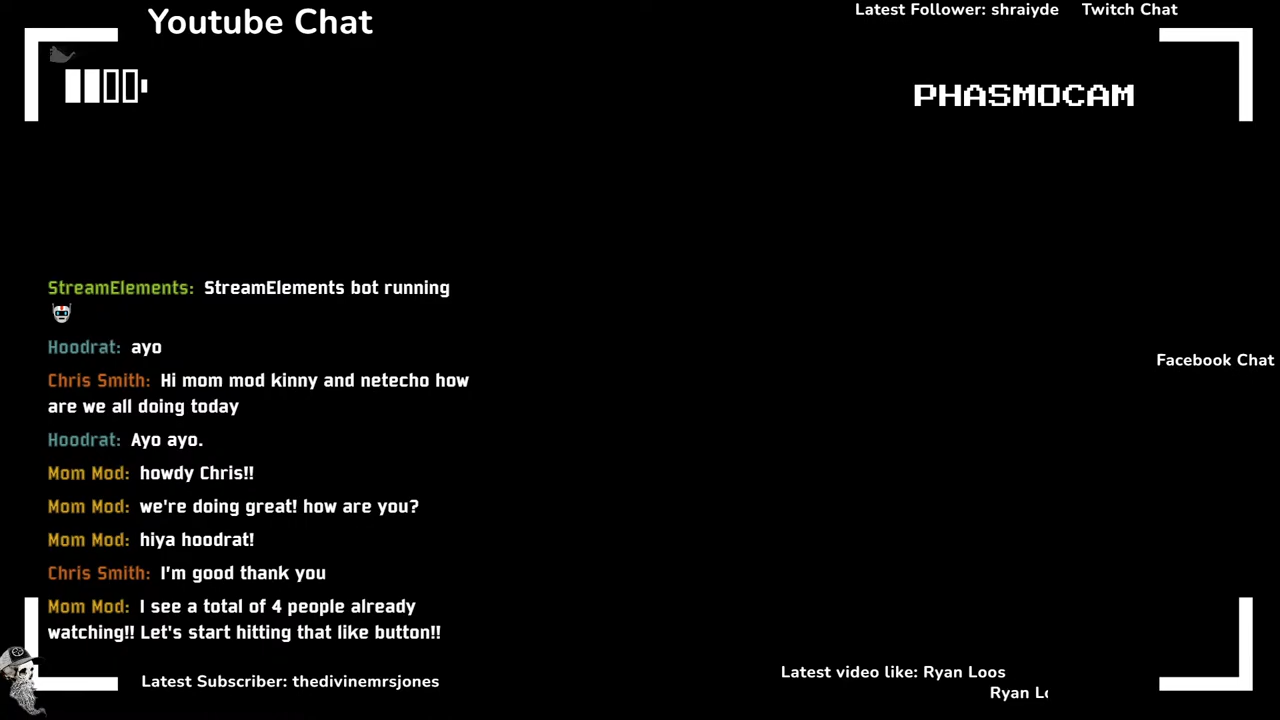 Youtube Chat
Latest Follower: shraiyde
Twitch Chat
PHASMOCAM
StreamElements: StreamElements bot running
Hoodrat: ayo
Chris Smith: Hi mom mod kinny and netecho how
are we all doing today
Facebook Chat
Hoodrat: Ayo ayo.
Mom Mod: howdy Chris!!
Mom Mod: we're doing great! how are you?
Mom Mod: hiya hoodrat!
Chris Smith: I'm good thank you
Mom Mod: I see a total of 4 people already
watching!! Let's start hitting that like button!!
Latest Subscriber: thedivinemrsjones
Latest video like: Ryan Loos
Ryan